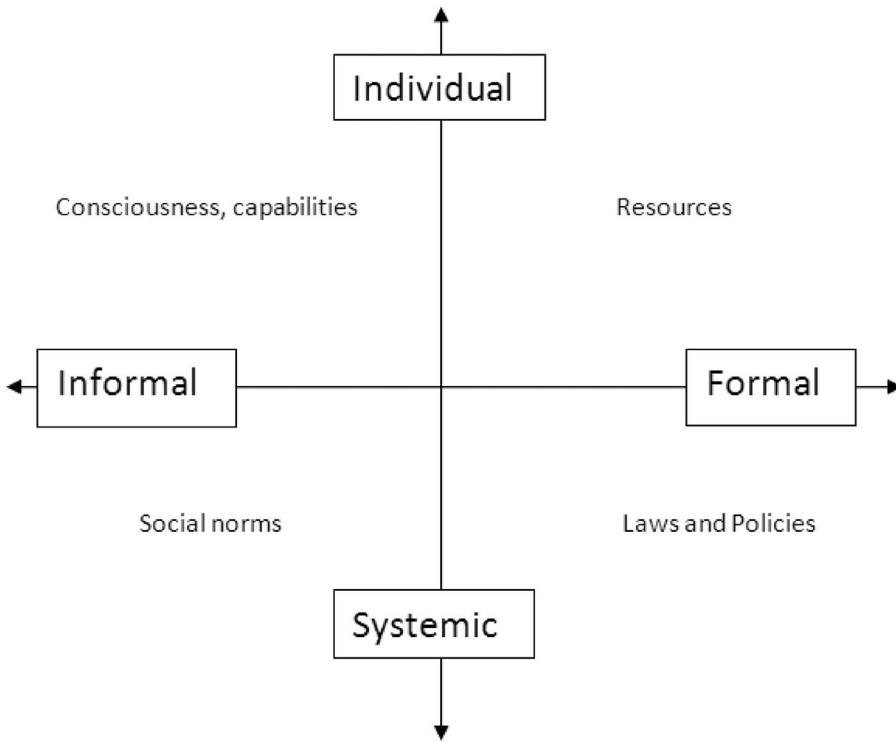 Individual
Consciousness, capabilities
Resources
Informal
Formal
Social norms
Laws and Policies
Systemic